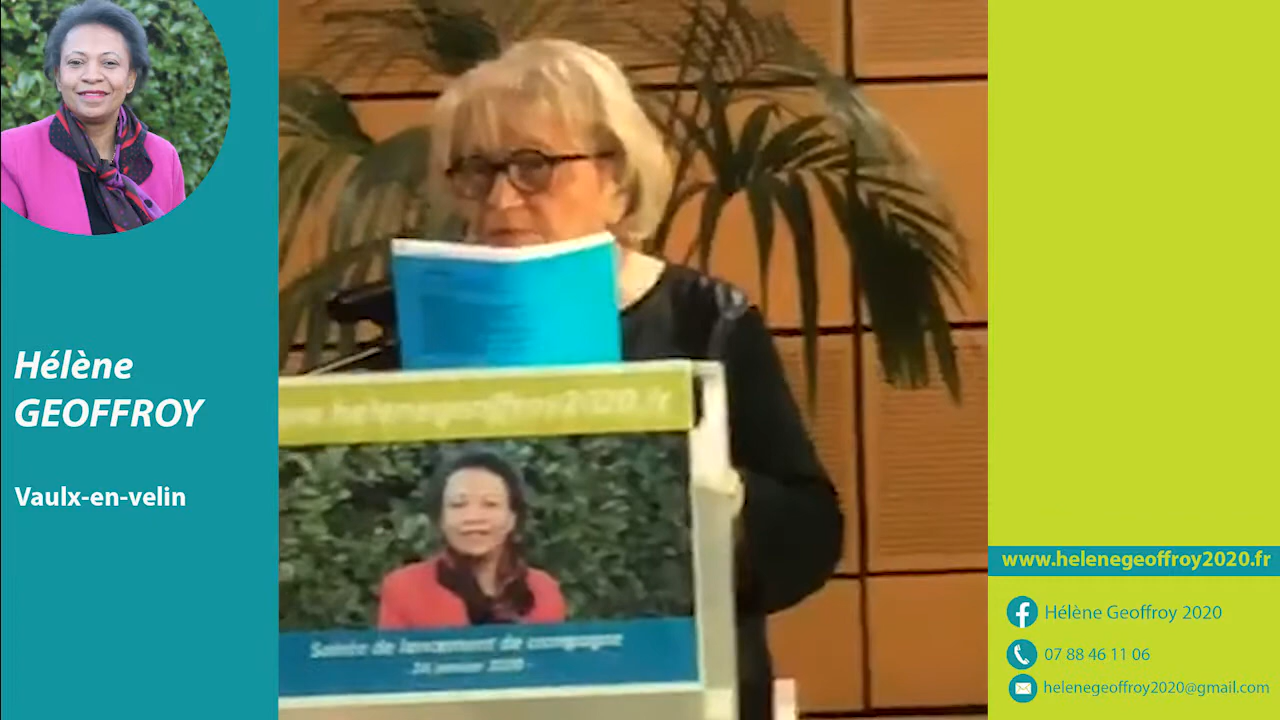 Hélène
GEOFFROY
Vaulx-en-velin
www.helenegeoffroy2020.fr
Soirée de lancement de campagne
janvier 2020
www.helenegeoffroy2020.fr
Hélène Geoffroy 2020
07 88 46 11 06
helenegeoffroy2020@gmail.com